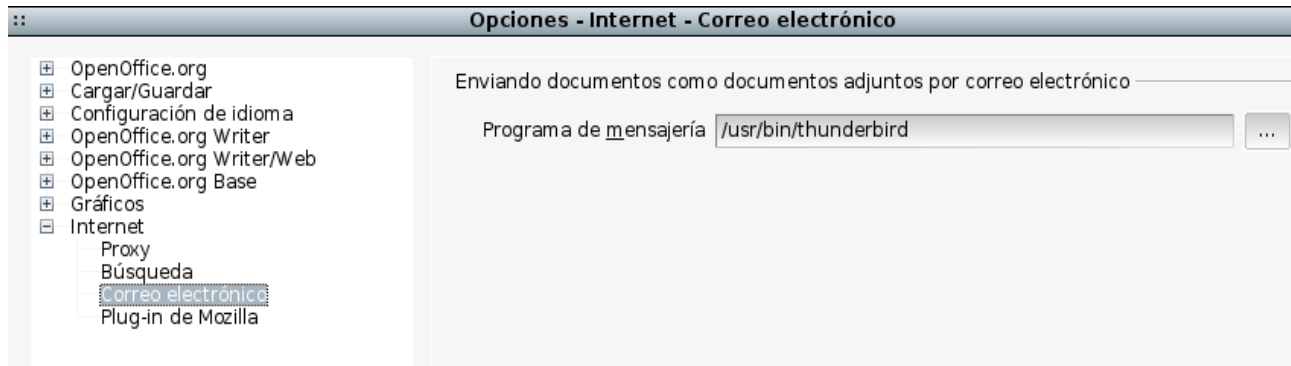 Opciones - Internet - Correo electrónico
OpenOffice.org
Cargar/Guardar
Configuración de idioma
OpenOffice.org Writer
OpenOffice.org Writer/Web
OpenOffice.org Base
Gráficos
Internet
Proxy
Búsqueda
Correo electrónico
Plug-in de Mozilla
Enviando documentos como documentos adjuntos por correo electrónico
Programa de mensajería /usr/bin/thunderbird ...